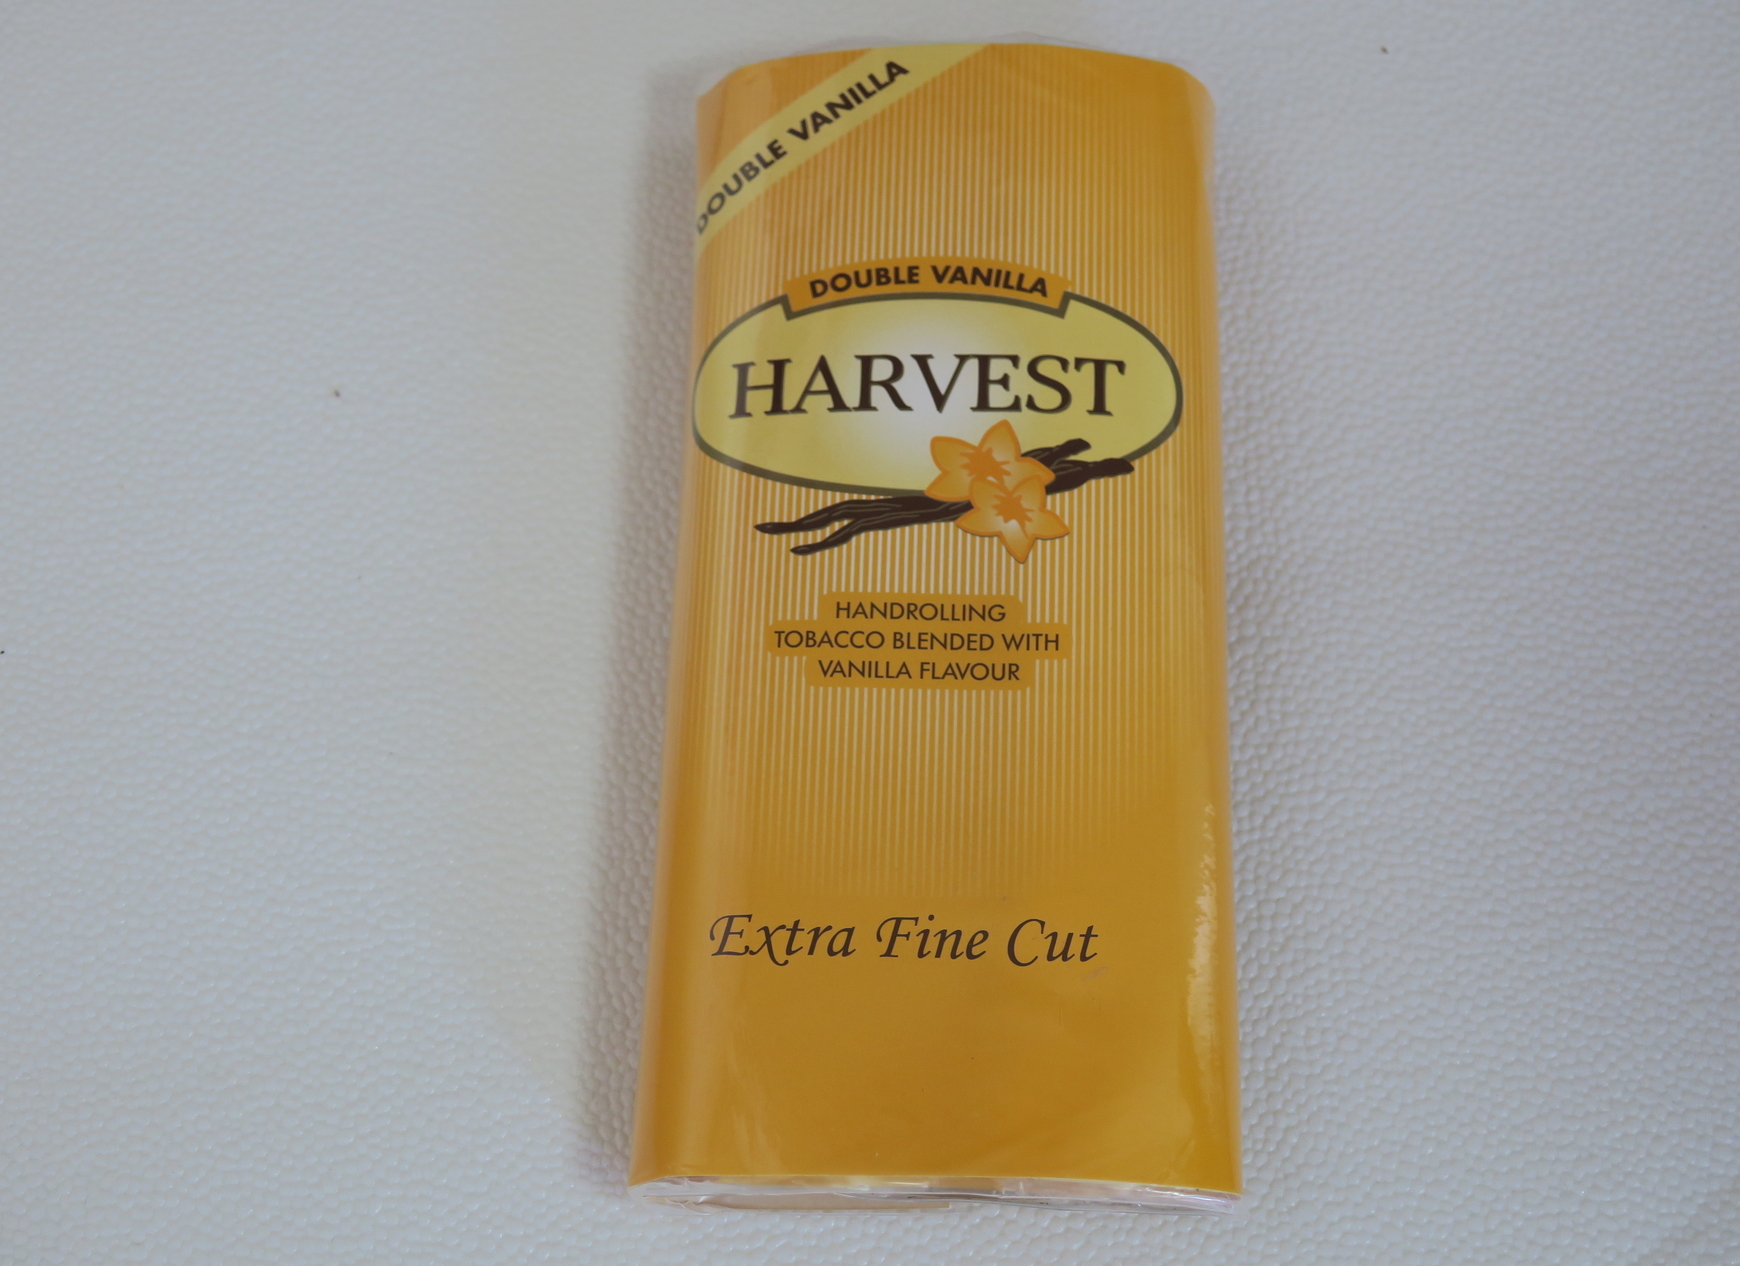 DOUBLE VANILLA
DOUBLE VANILLA
HARVEST
HANDROLLING
TOBACCO BLENDED WITH
VANILLA FLAVOUR
Extra Fine Cut